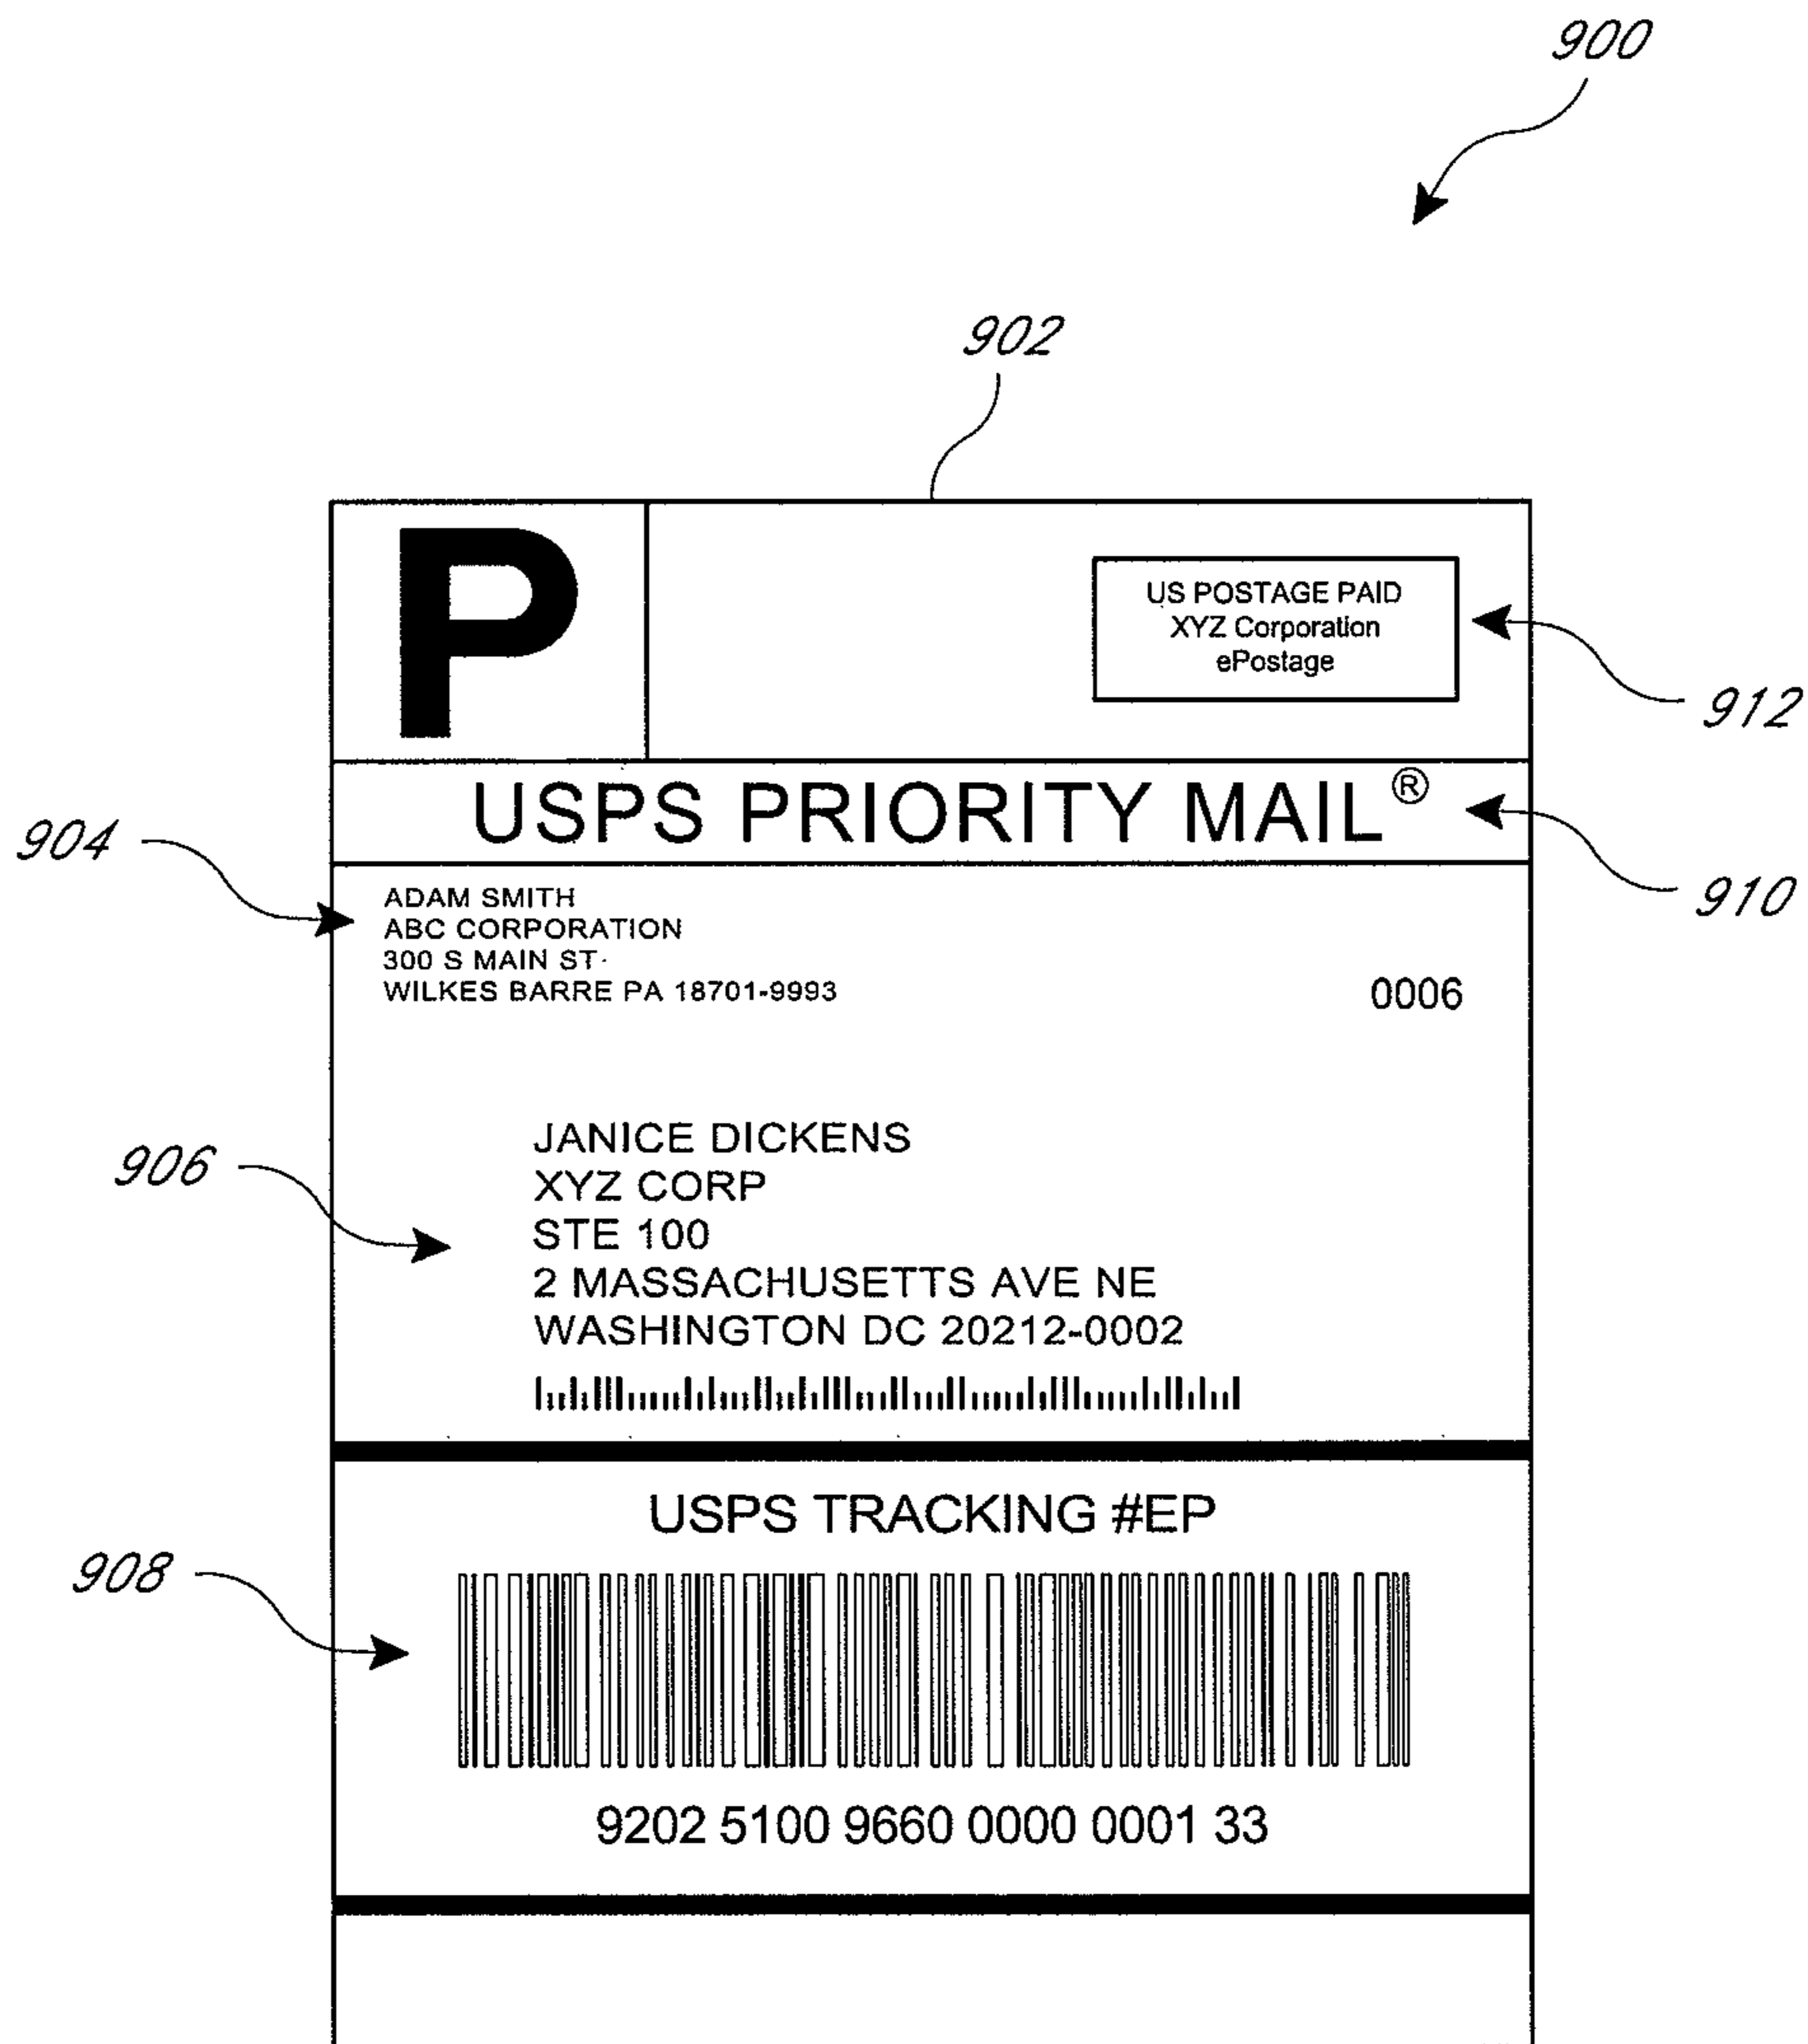 900
902
P
US POSTAGE PAID
XYZ Corporation
ePostage
912
USPS PRIORITY MAIL®
910
904
ADAM SMITH
ABC CORPORATION
300 S MAIN ST
WILKES BARRE PA 18701-9993
0006
906
JANICE DICKENS
XYZ CORP
STE 100
2 MASSACHUSETTS AVE NE
WASHINGTON DC 20212-0002
USPS TRACKING #EP
908
9202 5100 9660 0000 0001 33